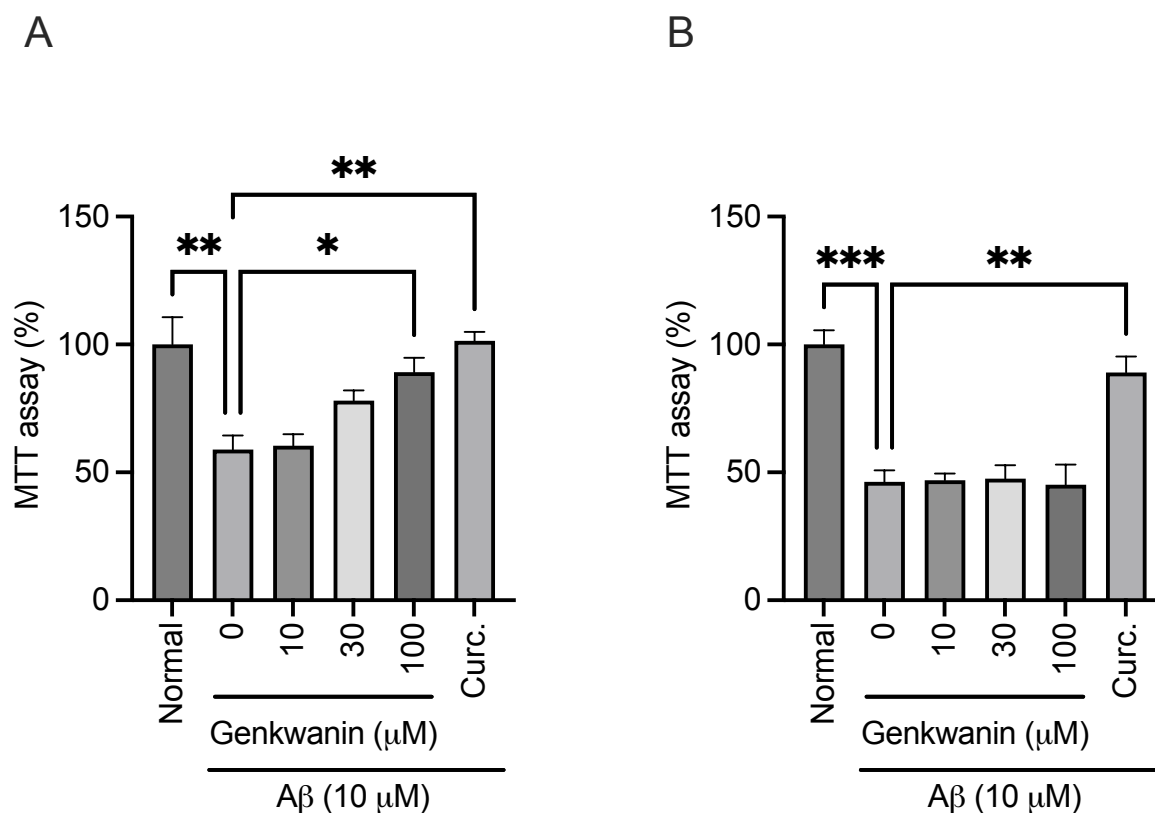 A
**
150
**
*
100
50
0
MTT assay (%)
Normal
0
10
30
100
Curc.
Genkwanin (μM)
Aβ (10 μM)
B
150
***
**
100
50
0
MTT assay (%)
Normal
0
10
30
100
Curc.
Genkwanin (μM)
Aβ (10 μM)